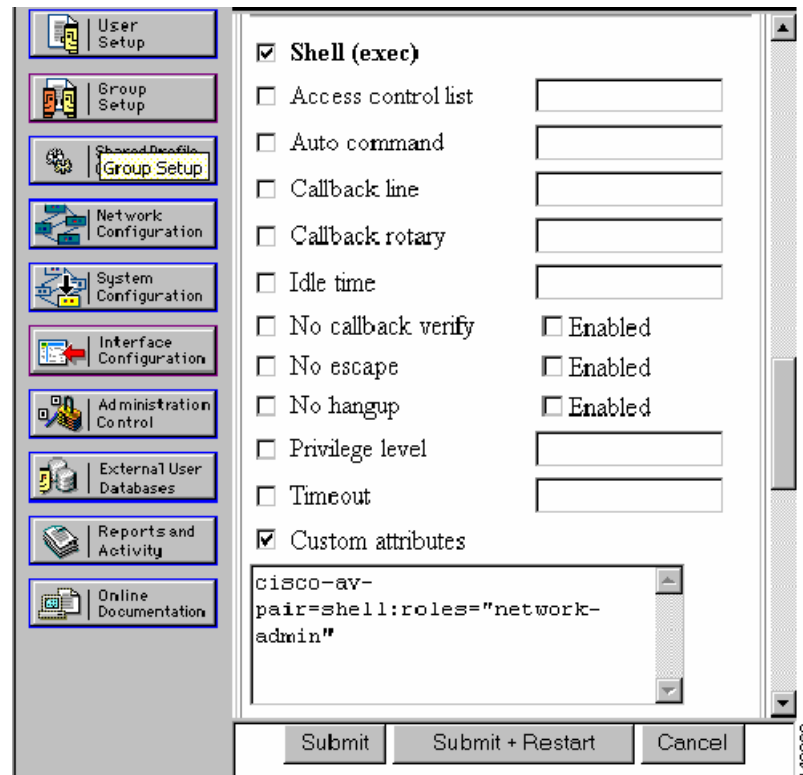 User
Setup
Group
Setup
Shared Profile
Group Setup
Network
Configuration
System
Configuration
Interface
Configuration
Administration
Control
External User
Databases
Reports and
Activity
Online
Documentation
Shell (exec)
Access control list
Auto command
Callback line
Callback rotary
Idle time
No callback verify
Enabled
No escape
Enabled
No hangup
Enabled
Privilege level
Timeout
Custom attributes
cisco-av-
pair=shell:roles="network-
admin"
Submit
Submit + Restart
Cancel